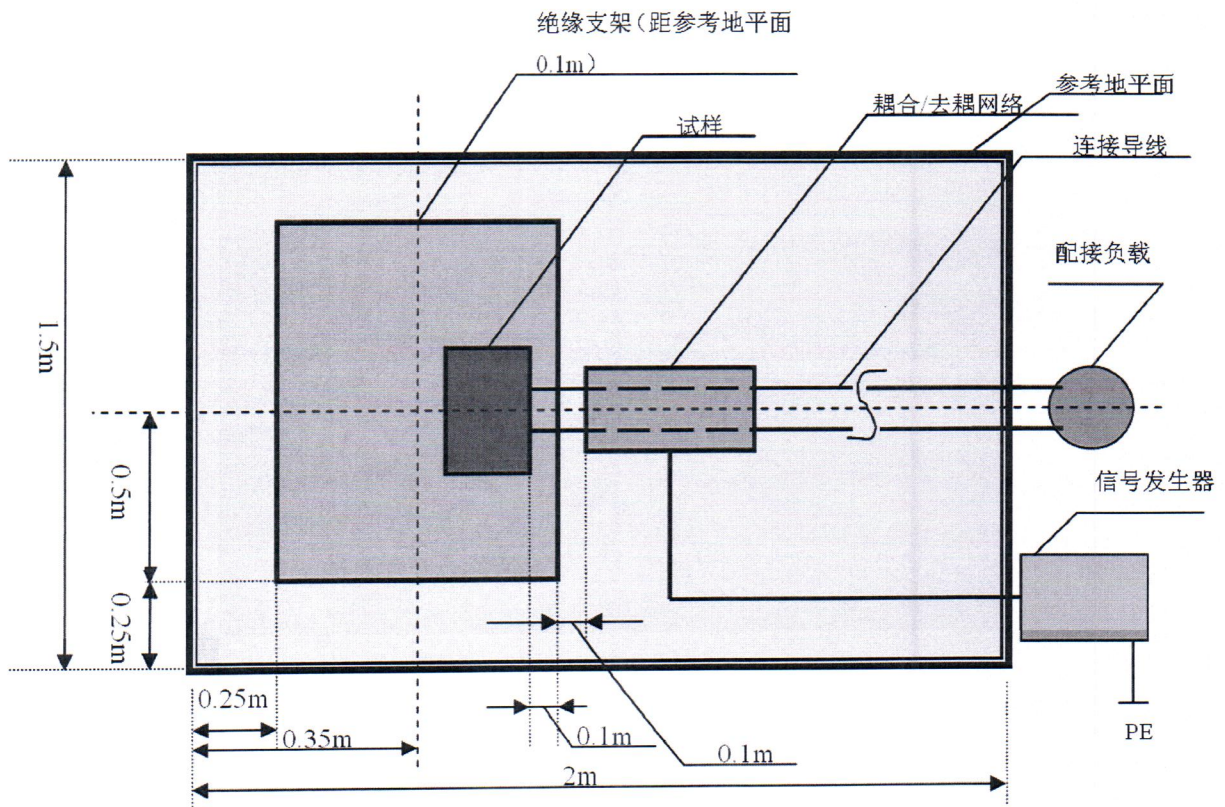 绝缘支架（距参考地平面
0.1m）
参考地平面
耦合/去耦网络
试样
连接导线
配接负载
1.5m
0.5m
信号发生器
0.25m
0.25m
0.35m
0.1m
0.1m
PE
2m